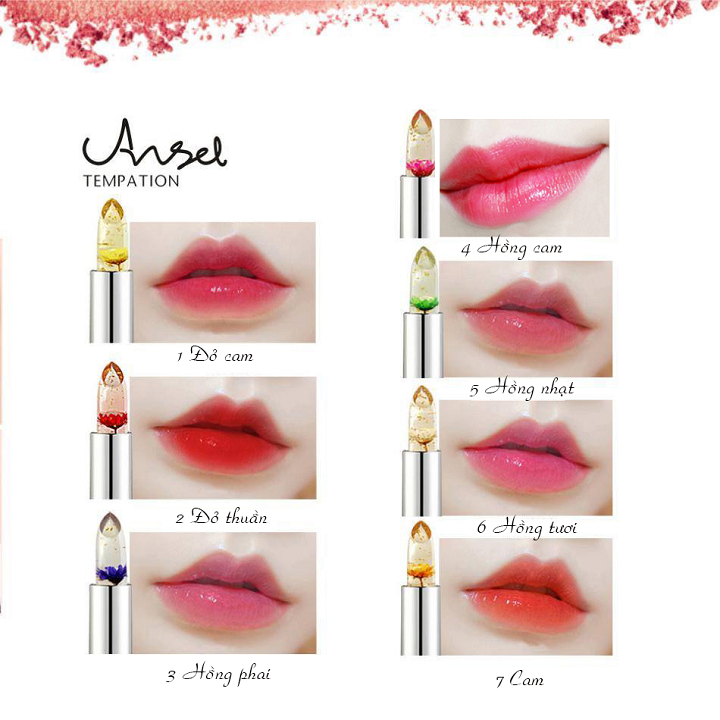 Ansel
TEMPATION
1 Đỏ cam
2 Đỏ thuần
3 Hồng phai
4 Hồng cam
5 Hồng nhạt
6 Hồng tươi
7 Cam